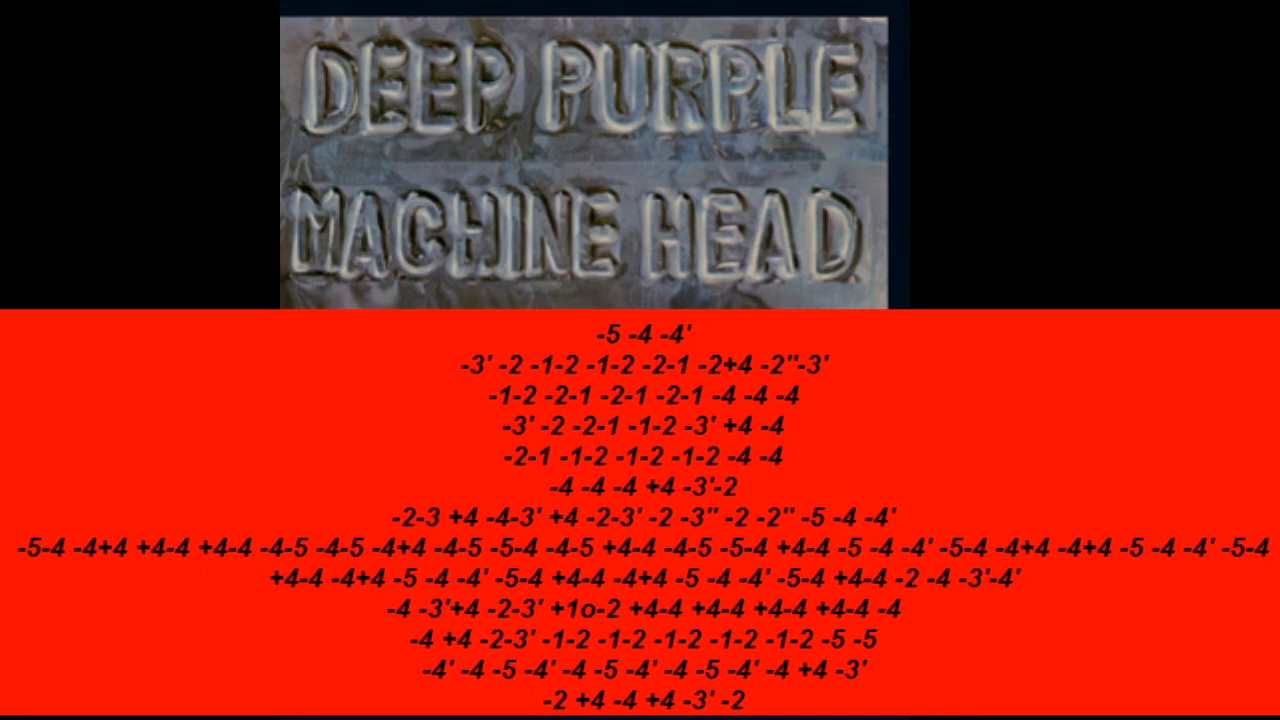 DEEP PURPLE
MACHINE HEAD
-5 -4 -4'
-3' -2 -1-2 -1-2 -2-1 -2+4 -2"-3'
-1-2 -2-1 -2-1 -2-1 -4 -4 -4
-3' -2 -2-1 -1-2 -3' +4 -4
-2-1 -1-2 -1-2 -1-2 -4 -4
-4 -4 -4 +4 -3'-2
-2-3 +4 -4-3' +4 -2-3' -2 -3" -2 -2" -5 -4 -4'
-5-4 -4+4 +4-4 +4-4 -4-5 -4-5 -4+4 -4-5 -5-4 -4-5 +4-4 -4-5 -5-4 +4-4 -5 -4 -4' -5-4 -4+4 -4+4 -5 -4 -4' -5-4
+4-4 -4+4 -5 -4 -4' -5-4 +4-4 -4+4 -5 -4 -4' -5-4 +4-4 -2 -4 -3'-4'
-4 -3'+4 -2-3' +1o-2 +4-4 +4-4 +4-4 +4-4 -4
-4 +4 -2-3' -1-2 -1-2 -1-2 -1-2 -1-2 -5 -5
-4' -4 -5 -4' -4 -5 -4' -4 -5 -4' -4 +4 -3'
-2 +4 -4 +4 -3' -2